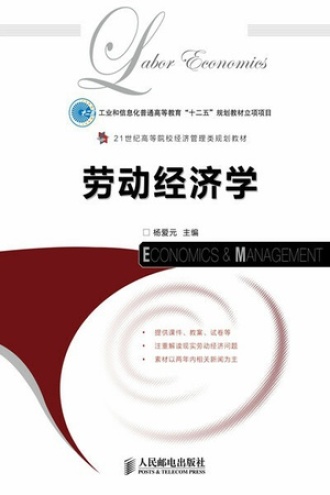 Labor Economics
工业和信息化普通高等教育“十二五”规划教材立项项目
21世纪高等院校经济管理类规划教材
劳动经济学
□ 杨爱元 主编
ECONOMICS & MANAGEMENT
· 提供课件、教案、试卷等
· 注重解读现实劳动经济问题
· 素材以两年内相关新闻为主
人民邮电出版社
POSTS & TELECOM PRESS